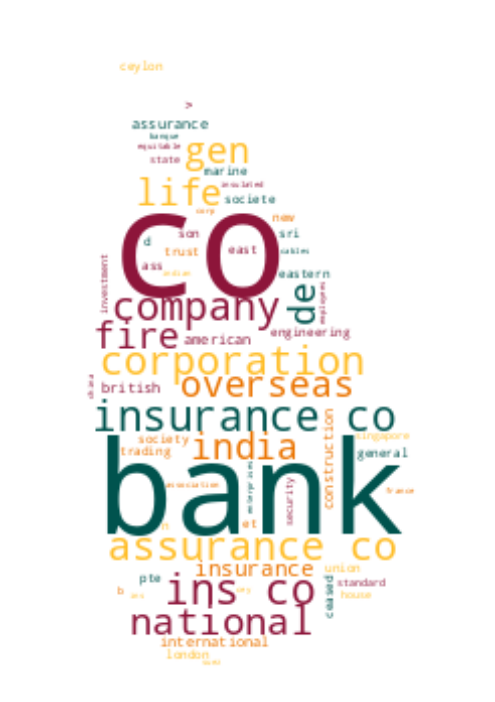 ceylon
>
assurance
banque
equitable
gen
state
marine
life
insulated
societe
corp
new
co
son
sri
d
trust
east
cables
ass
indian
eastern
investment
de
employees
company
fire
american
engineering
corporation
british
overseas
insurance co
construction
society
india
singapore
trading
general
bank
association
enterprises
security
france
n
et
assurance co
insurance
union
pte
ins co
ceased
standard
b
house
national
international
london